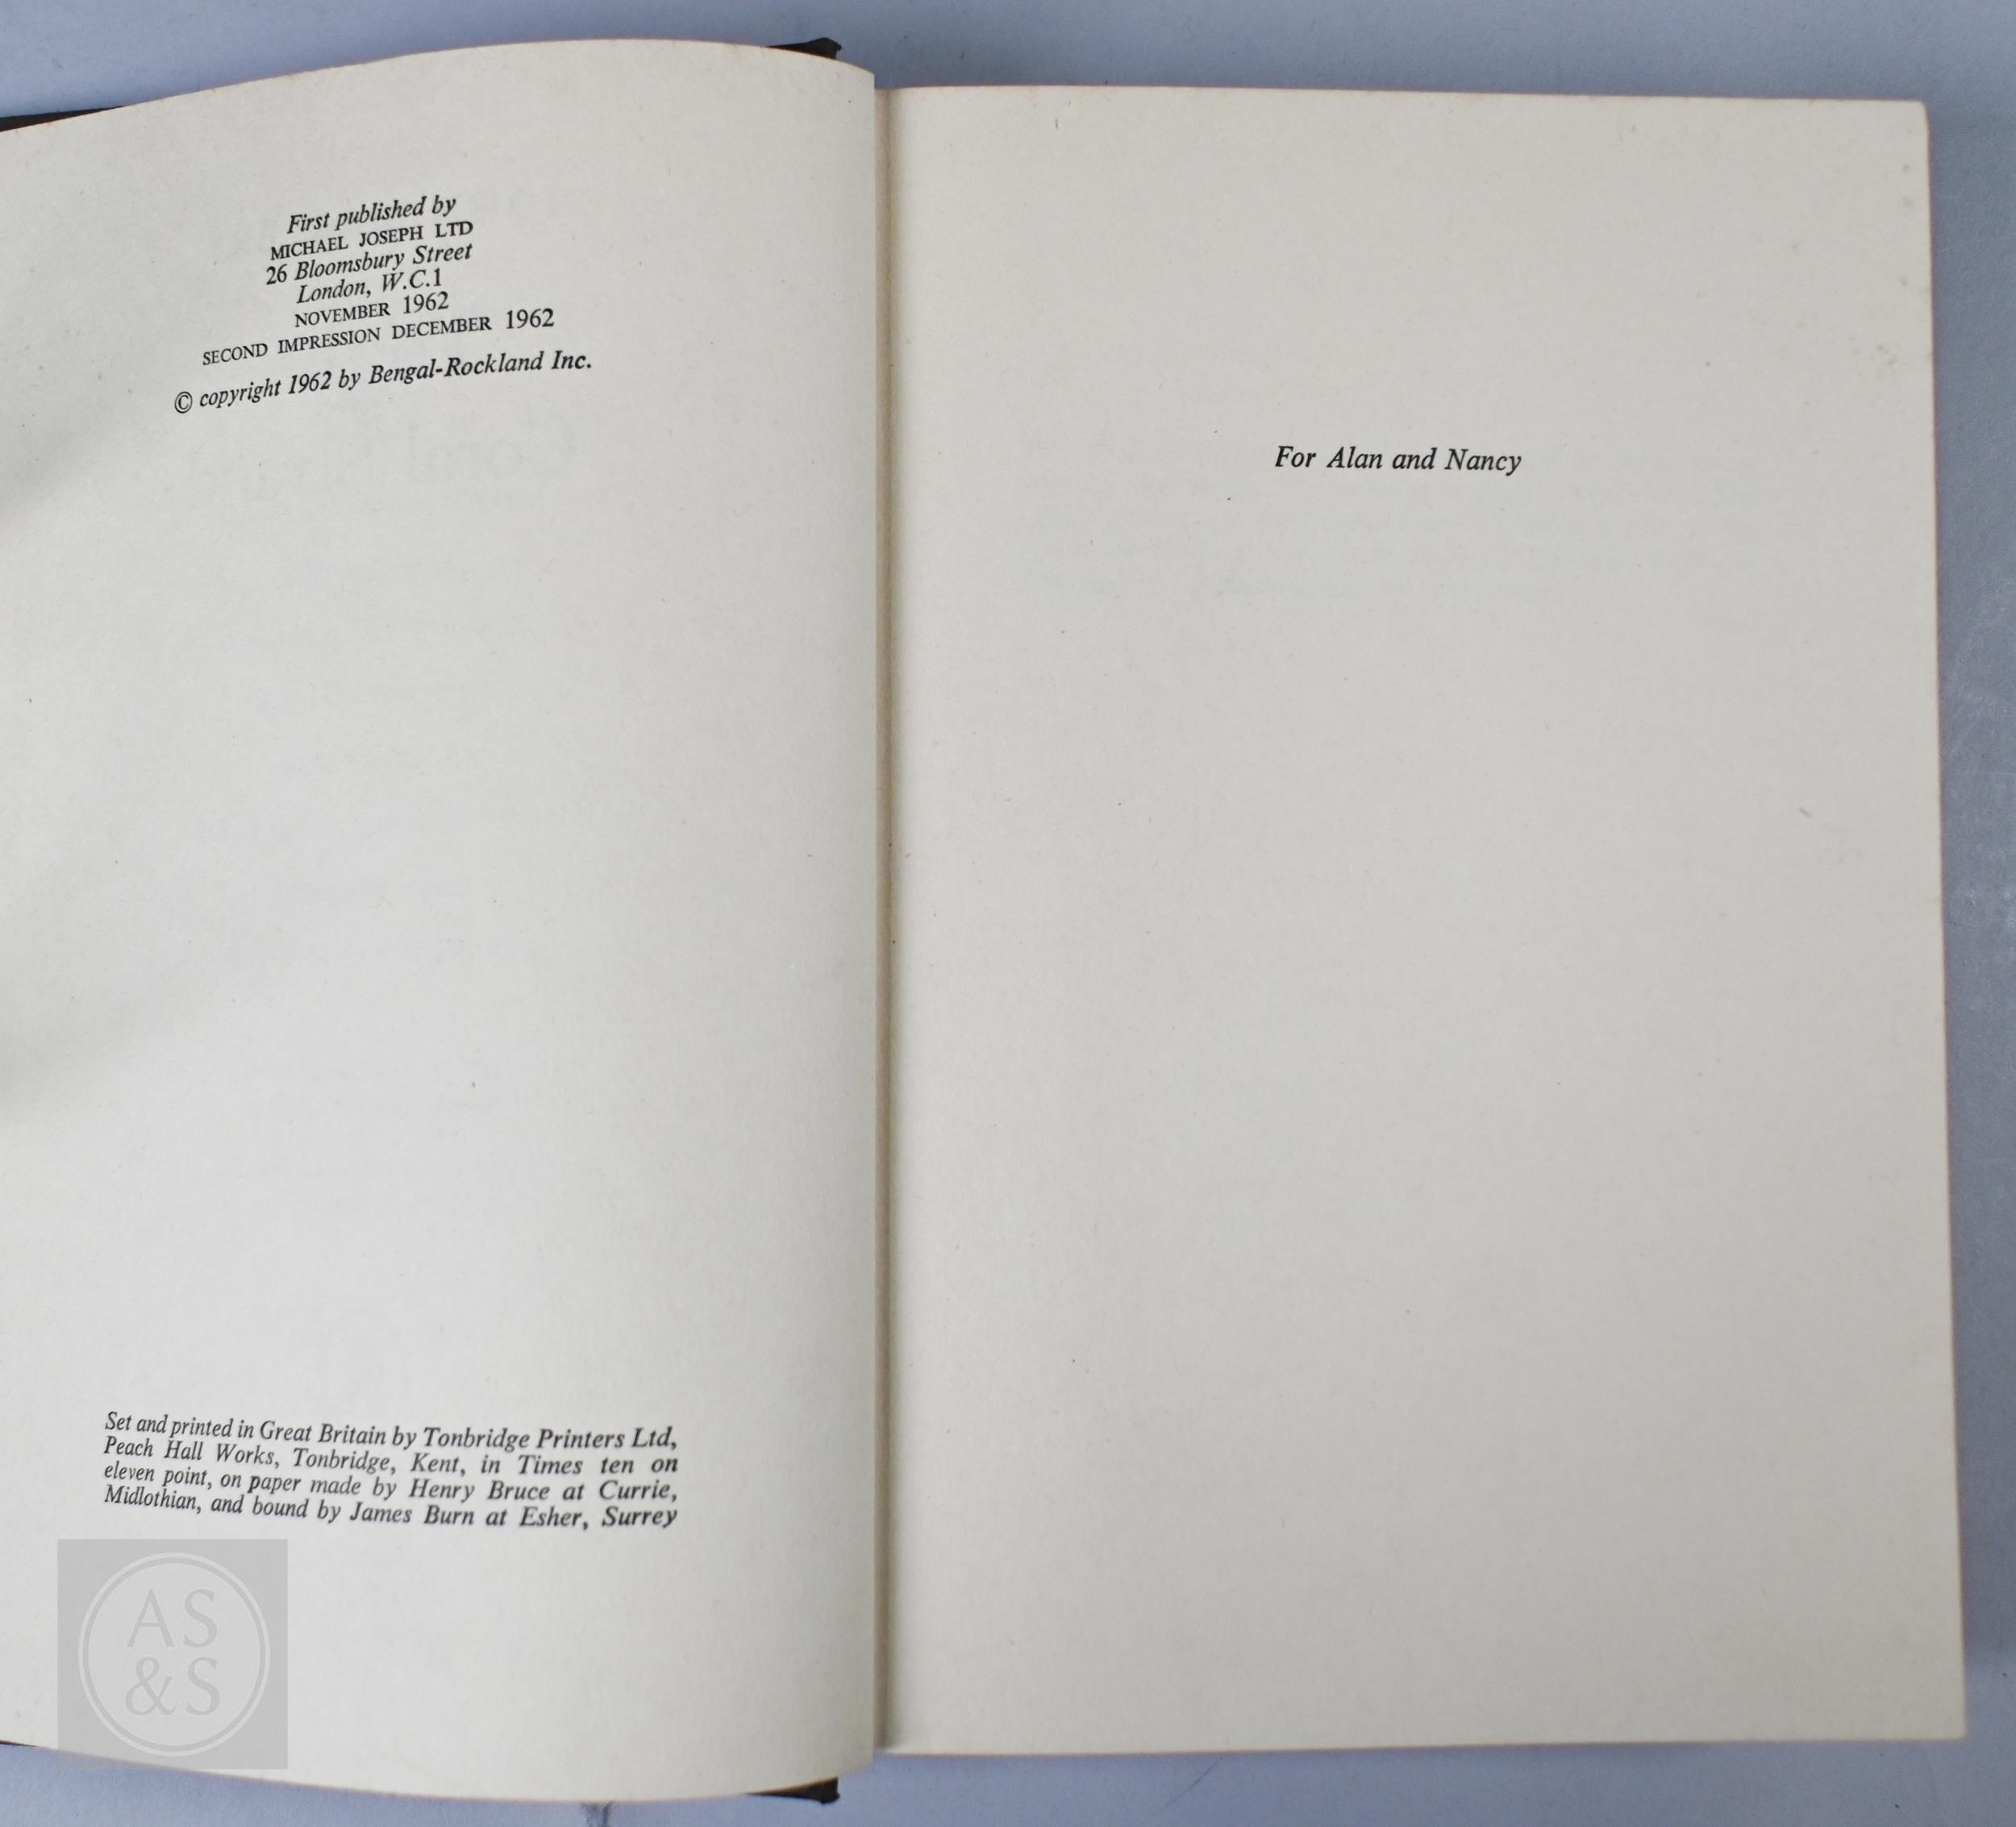 First published by
MICHAEL JOSEPH LTD
26 Bloomsbury Street
London, W.C.1
NOVEMBER 1962
SECOND IMPRESSION DECEMBER 1962
© copyright 1962 by Bengal-Rockland Inc.
Set and printed in Great Britain by Tonbridge Printers Ltd,
Peach Hall Works, Tonbridge, Kent, in Times ten on
eleven point, on paper made by Henry Bruce at Currie,
Midlothian, and bound by James Burn at Esher, Surrey
AS
&S
For Alan and Nancy